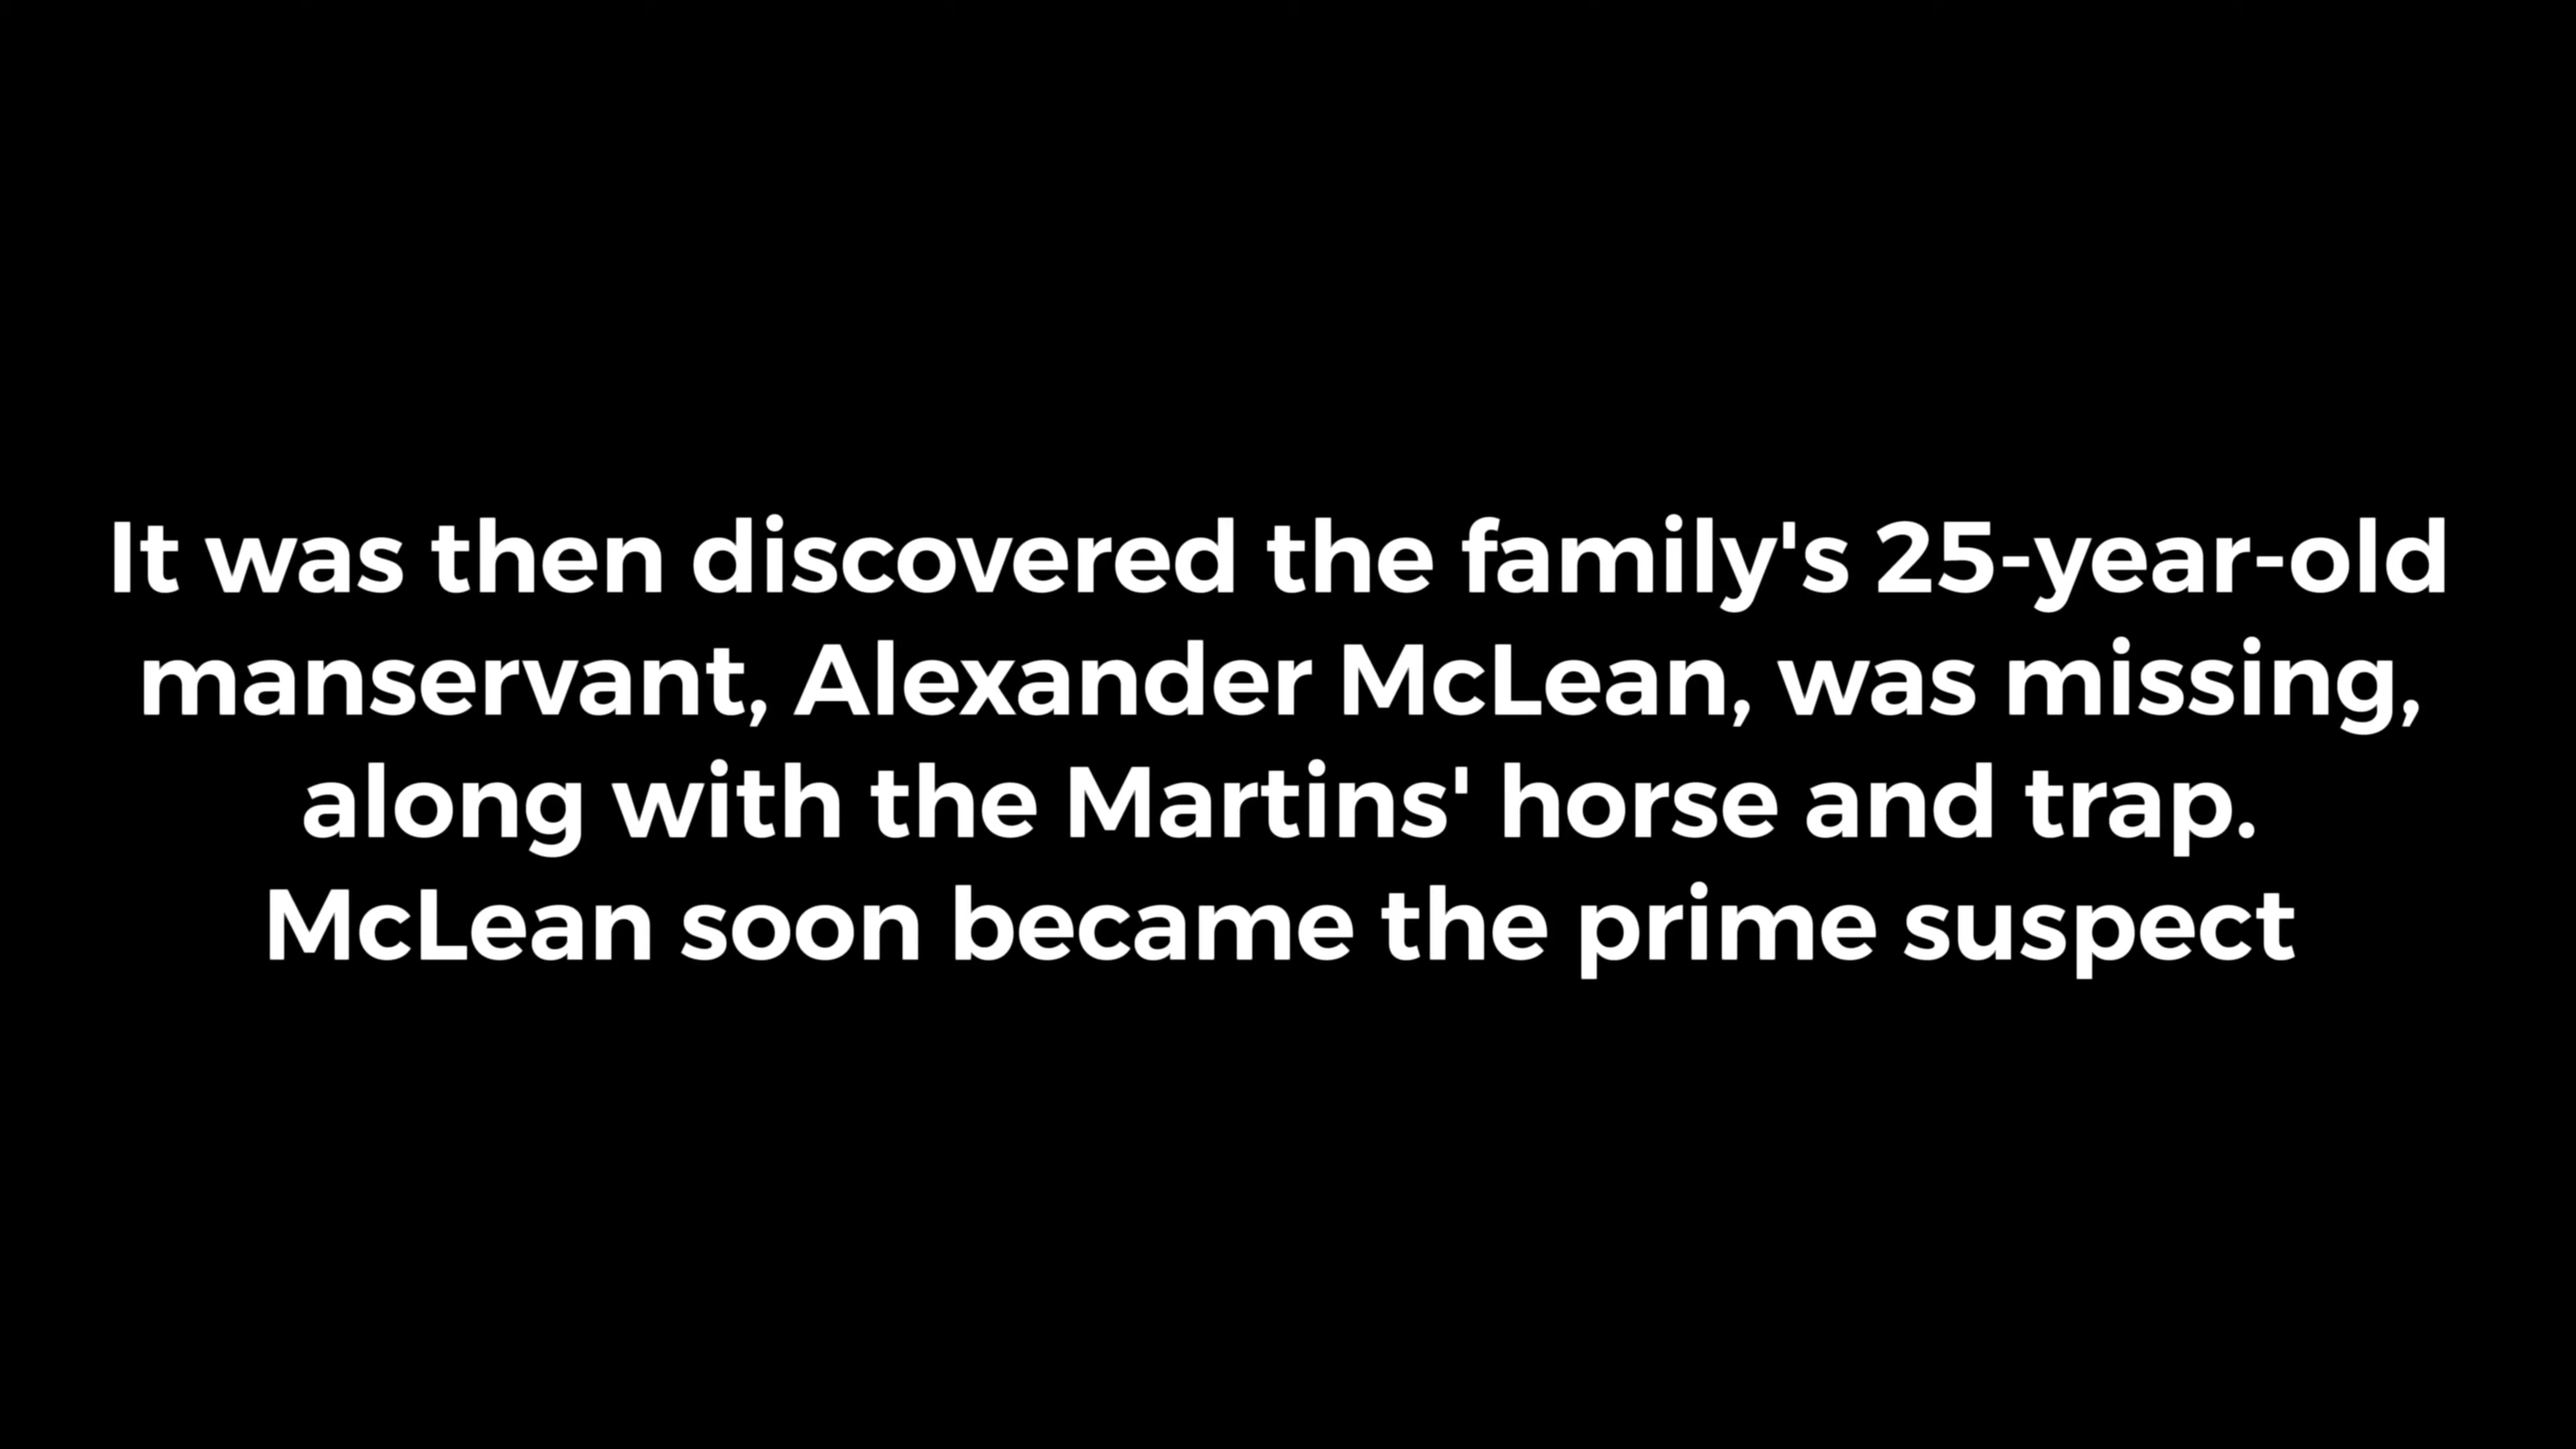 It was then discovered the family's 25-year-old
manservant, Alexander McLean, was missing,
along with the Martins' horse and trap.
McLean soon became the prime suspect